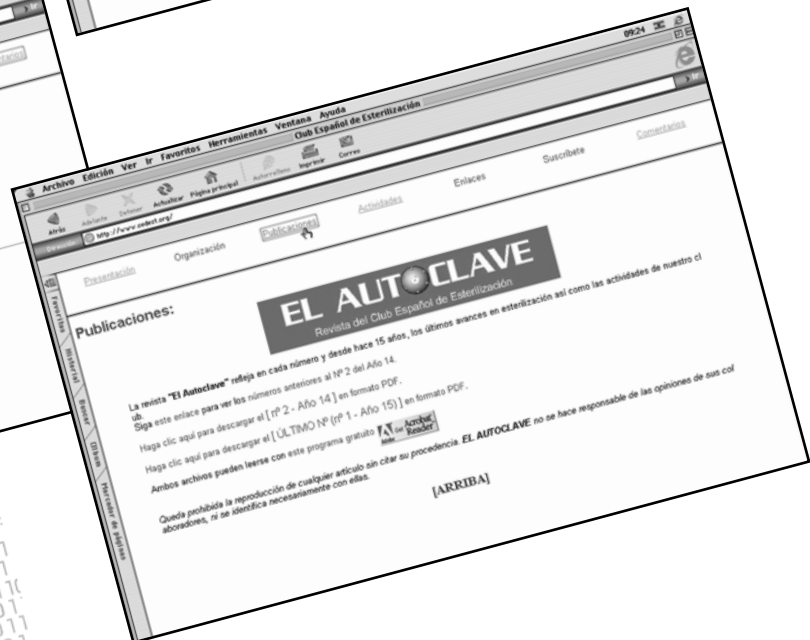 09:24
Archivo Edición Ver Ir Favoritos Herramientas Ventana Ayuda
Club Español de Esterilización
Atrás Adelante Detener Actualizar Página principal Autorrelleno Imprimir Correo
Dirección http://www.cedest.org/
Presentación Organización Publicaciones Actividades Enlaces Suscríbete Comentarios
Favoritos
Historial
Buscar
Álbum
Marcador de páginas
Publicaciones:
EL AUTOCLAVE
Revista del Club Español de Esterilización
La revista "El Autoclave" refleja en cada número y desde hace 15 años, los últimos avances en esterilización así como las actividades de nuestro cl
ub.
Siga este enlace para ver los números anteriores al Nº 2 del Año 14.
Haga clic aquí para descargar el [ nº 2 - Año 14 ] en formato PDF.
Haga clic aquí para descargar el [ ÚLTIMO Nº (nº 1 - Año 15) ] en formato PDF.
Ambos archivos pueden leerse con este programa gratuito Get Acrobat Reader
Queda prohibida la reproducción de cualquier artículo sin citar su procedencia. EL AUTOCLAVE no se hace responsable de las opiniones de sus col
aboradores, ni se identifica necesariamente con ellas.
[ARRIBA]